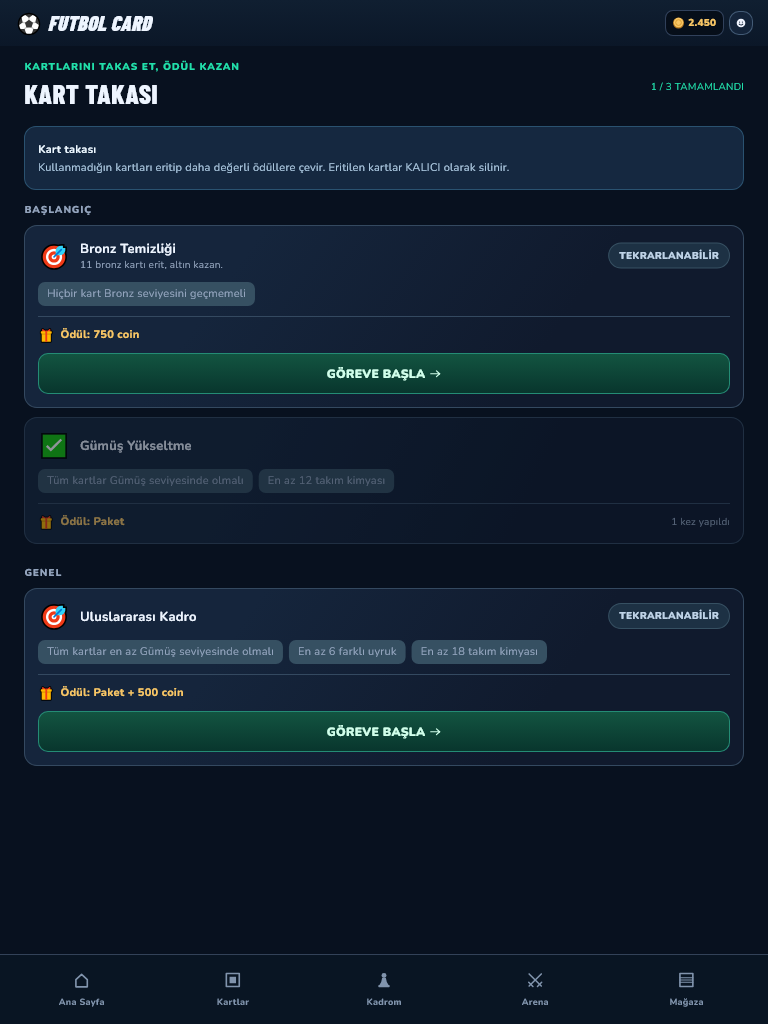 FUTBOL CARD
2.450
KARTLARINI TAKAS ET, ÖDÜL KAZAN
KART TAKASI
1 / 3 TAMAMLANDI
Kart takası
Kullanmadığın kartları eritip daha değerli ödüllere çevir. Eritilen kartlar KALICI olarak silinir.
BAŞLANGIÇ
Bronz Temizliği
11 bronz kartı erit, altın kazan.
TEKRARLANABİLİR
Hiçbir kart Bronz seviyesini geçmemeli
Ödül: 750 coin
GÖREVE BAŞLA →
Gümüş Yükseltme
Tüm kartlar Gümüş seviyesinde olmalı
En az 12 takım kimyası
Ödül: Paket
1 kez yapıldı
GENEL
Uluslararası Kadro
TEKRARLANABİLİR
Tüm kartlar en az Gümüş seviyesinde olmalı
En az 6 farklı uyruk
En az 18 takım kimyası
Ödül: Paket + 500 coin
GÖREVE BAŞLA →
Ana Sayfa
Kartlar
Kadrom
Arena
Mağaza